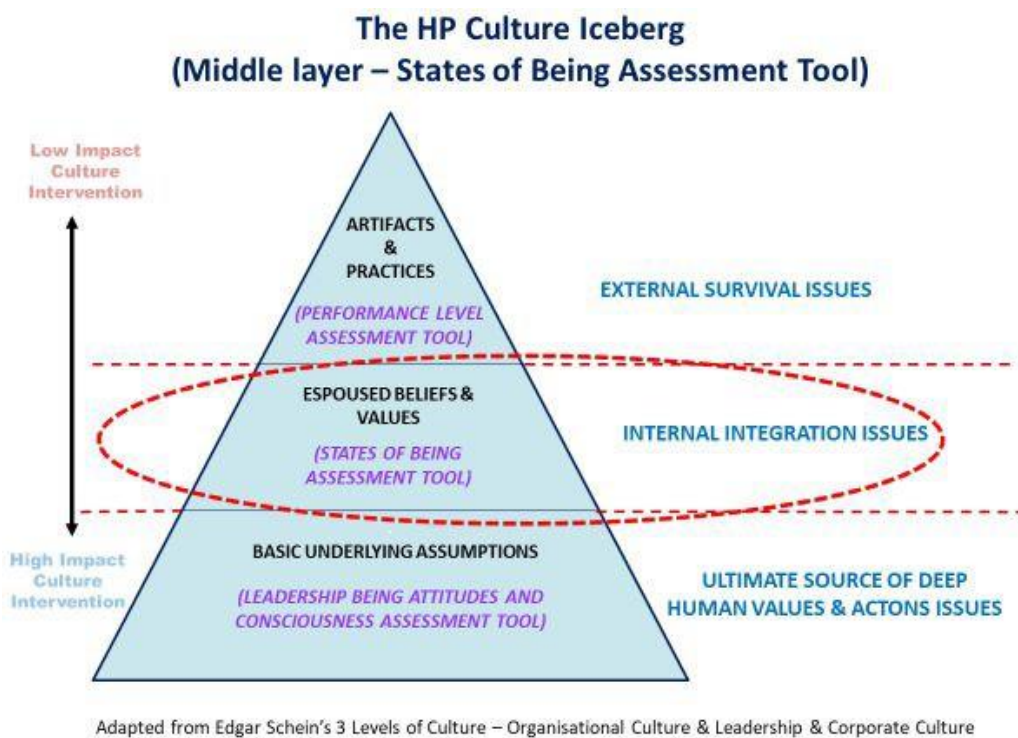 The HP Culture Iceberg
(Middle layer – States of Being Assessment Tool)
Low Impact
Culture
Intervention
ARTIFACTS
&
PRACTICES
(PERFORMANCE LEVEL
ASSESSMENT TOOL)
EXTERNAL SURVIVAL ISSUES
ESPOUSED BELIEFS &
VALUES
(STATES OF BEING
ASSESSMENT TOOL)
INTERNAL INTEGRATION ISSUES
High Impact
Culture
Intervention
BASIC UNDERLYING ASSUMPTIONS
(LEADERSHIP BEING ATTITUDES AND
CONSCIOUSNESS ASSESSMENT TOOL)
ULTIMATE SOURCE OF DEEP
HUMAN VALUES & ACTONS ISSUES
Adapted from Edgar Schein's 3 Levels of Culture – Organisational Culture & Leadership & Corporate Culture